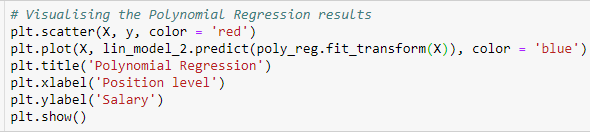 # Visualising the Polynomial Regression results
plt.scatter(X, y, color = 'red')
plt.plot(X, lin_model_2.predict(poly_reg.fit_transform(X)), color = 'blue')
plt.title('Polynomial Regression')
plt.xlabel('Position level')
plt.ylabel('Salary')
plt.show()